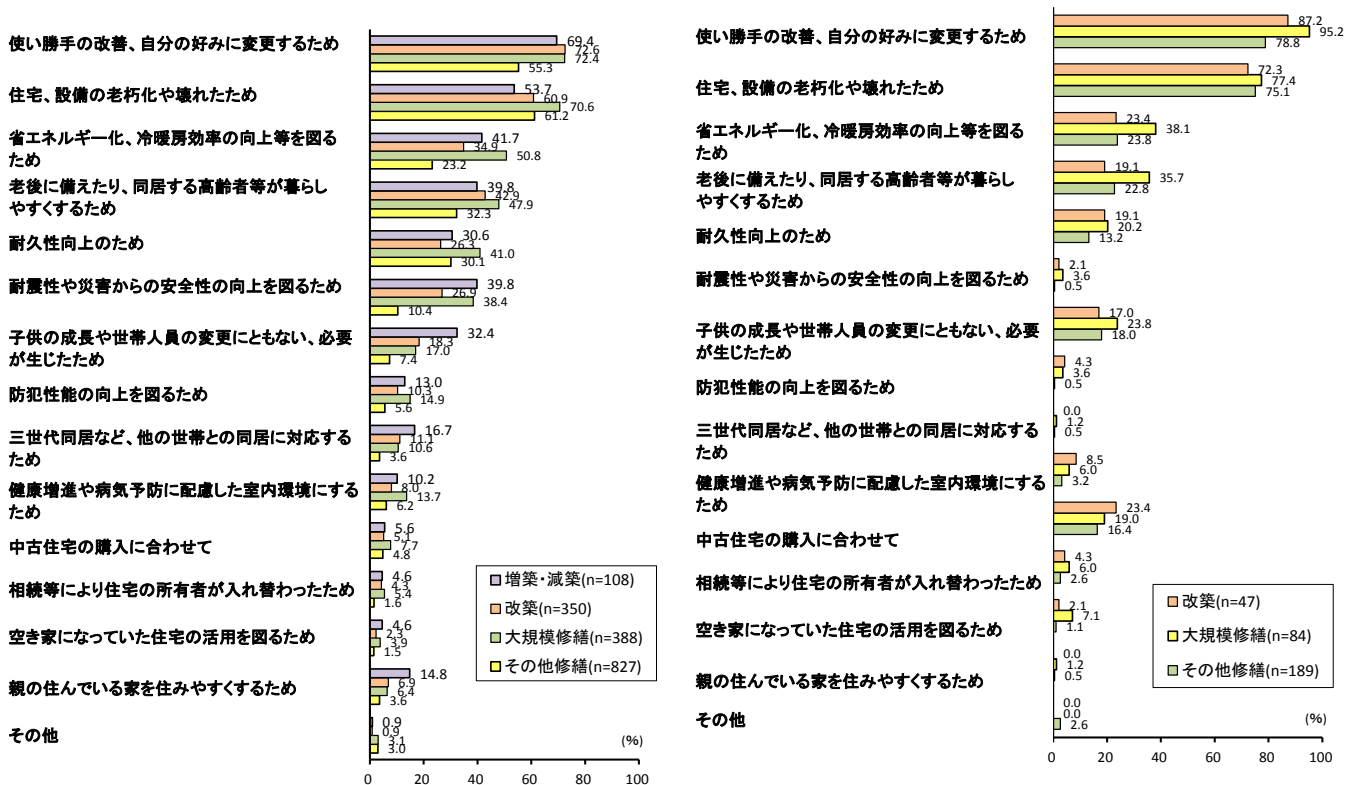 使い勝手の改善、自分の好みに変更するため
69.4
72.6
72.4
55.3
住宅、設備の老朽化や壊れたため
53.7
60.9
70.6
61.2
省エネルギー化、冷暖房効率の向上等を図る
ため
41.7
34.9
50.8
23.2
老後に備えたり、同居する高齢者等が暮らし
やすくするため
39.8
42.9
47.9
32.3
耐久性向上のため
30.6
26.3
41.0
30.1
耐震性や災害からの安全性の向上を図るため
39.8
26.9
38.4
10.4
子供の成長や世帯人員の変更にともない、必要
が生じたため
32.4
18.3
17.0
7.4
防犯性能の向上を図るため
13.0
10.3
14.9
5.6
三世代同居など、他の世帯との同居に対応する
ため
16.7
11.1
10.6
3.6
健康増進や病気予防に配慮した室内環境にする
ため
10.2
8.0
13.7
6.2
中古住宅の購入に合わせて
5.6
5.1
7.7
4.8
相続等により住宅の所有者が入れ替わったため
4.6
4.3
5.4
1.6
空き家になっていた住宅の活用を図るため
4.6
2.3
3.9
1.5
親の住んでいる家を住みやすくするため
14.8
6.9
6.4
3.6
その他
0.9
0.9
3.1
3.0
増築・減築(n=108)
改築(n=350)
大規模修繕(n=388)
その他修繕(n=827)
(%)
0 20 40 60 80 100
使い勝手の改善、自分の好みに変更するため
87.2
95.2
78.8
住宅、設備の老朽化や壊れたため
72.3
77.4
75.1
省エネルギー化、冷暖房効率の向上等を図る
ため
23.4
38.1
23.8
老後に備えたり、同居する高齢者等が暮らし
やすくするため
19.1
35.7
22.8
耐久性向上のため
19.1
20.2
13.2
耐震性や災害からの安全性の向上を図るため
2.1
3.6
0.5
子供の成長や世帯人員の変更にともない、必要
が生じたため
17.0
23.8
18.0
防犯性能の向上を図るため
4.3
3.6
0.5
三世代同居など、他の世帯との同居に対応する
ため
0.0
1.2
0.5
健康増進や病気予防に配慮した室内環境にする
ため
8.5
6.0
3.2
中古住宅の購入に合わせて
23.4
19.0
16.4
相続等により住宅の所有者が入れ替わったため
4.3
6.0
2.6
空き家になっていた住宅の活用を図るため
2.1
7.1
1.1
親の住んでいる家を住みやすくするため
0.0
1.2
0.5
その他
0.0
0.0
2.6
改築(n=47)
大規模修繕(n=84)
その他修繕(n=189)
(%)
0 20 40 60 80 100